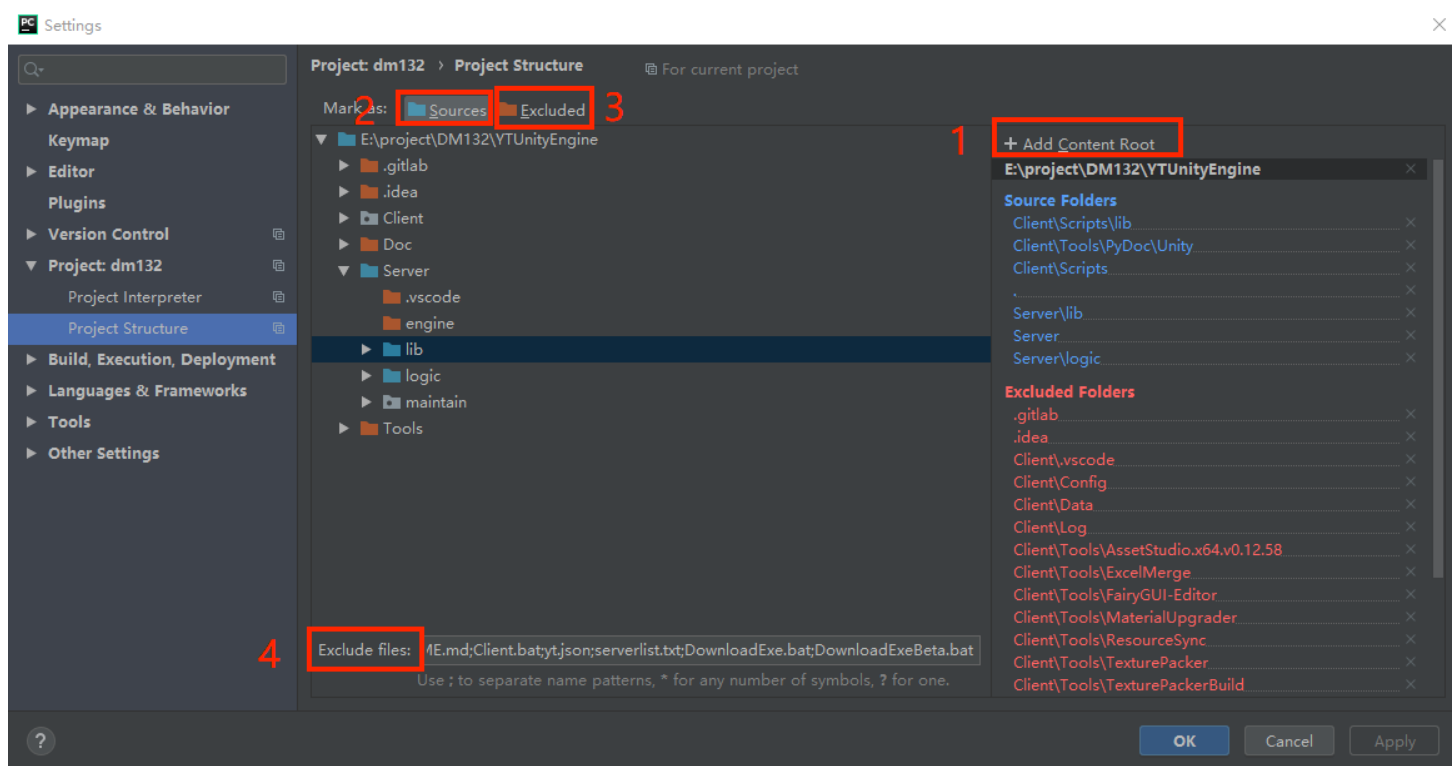 PC Settings
Project: dm132 › Project Structure
For current project
Appearance & Behavior
Keymap
Editor
Plugins
Version Control
Project: dm132
Project Interpreter
Project Structure
Build, Execution, Deployment
Languages & Frameworks
Tools
Other Settings
Mark as: 2 Sources Excluded 3
E:\project\DM132\YTUnityEngine
.gitlab
.idea
Client
Doc
Server
.vscode
engine
lib
logic
maintain
Tools
4 Exclude files: ME.md;Client.bat;yt.json;serverlist.txt;DownloadExe.bat;DownloadExeBeta.bat
Use ; to separate name patterns, * for any number of symbols, ? for one.
1 + Add Content Root
E:\project\DM132\YTUnityEngine
Source Folders
Client\Scripts\lib
Client\Tools\PyDoc\Unity
Client\Scripts
.
Server\lib
Server
Server\logic
Excluded Folders
.gitlab
.idea
Client\.vscode
Client\Config
Client\Data
Client\Log
Client\Tools\AssetStudio.x64.v0.12.58
Client\Tools\ExcelMerge
Client\Tools\FairyGUI-Editor
Client\Tools\MaterialUpgrader
Client\Tools\ResourceSync
Client\Tools\TexturePacker
Client\Tools\TexturePackerBuild
?
OK Cancel Apply